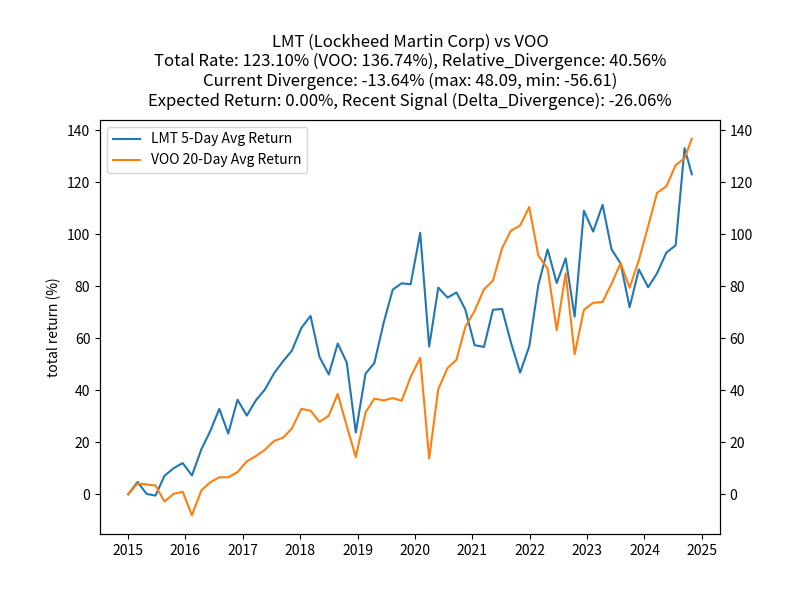 LMT (Lockheed Martin Corp) vs VOO
Total Rate: 123.10% (VOO: 136.74%), Relative_Divergence: 40.56%
Current Divergence: -13.64% (max: 48.09, min: -56.61)
Expected Return: 0.00%, Recent Signal (Delta_Divergence): -26.06%
LMT 5-Day Avg Return
VOO 20-Day Avg Return
total return (%)
140 140
120 120
100 100
80 80
60 60
40 40
20 20
0 0
2015 2016 2017 2018 2019 2020 2021 2022 2023 2024 2025